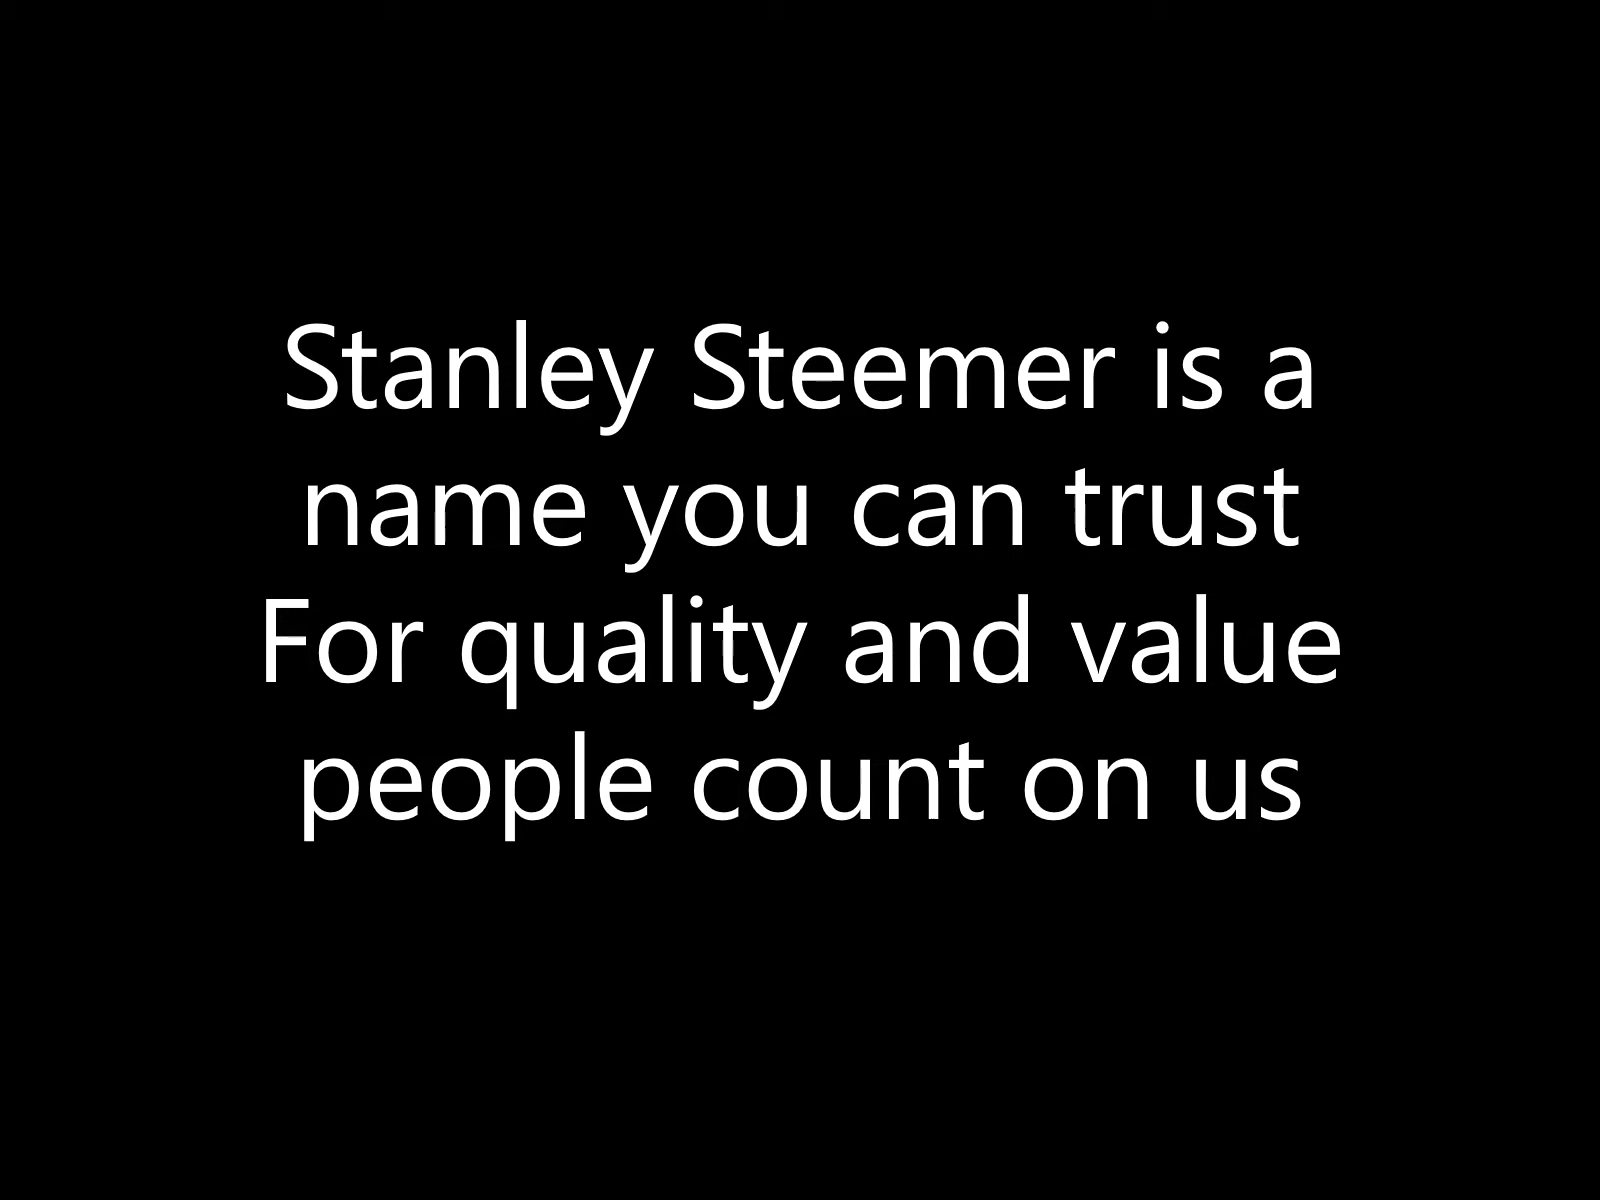 Stanley Steemer is a
name you can trust
For quality and value
people count on us